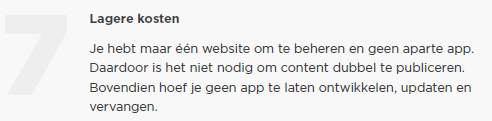 7
Lagere kosten
Je hebt maar één website om te beheren en geen aparte app.
Daardoor is het niet nodig om content dubbel te publiceren.
Bovendien hoef je geen app te laten ontwikkelen, updaten en
vervangen.